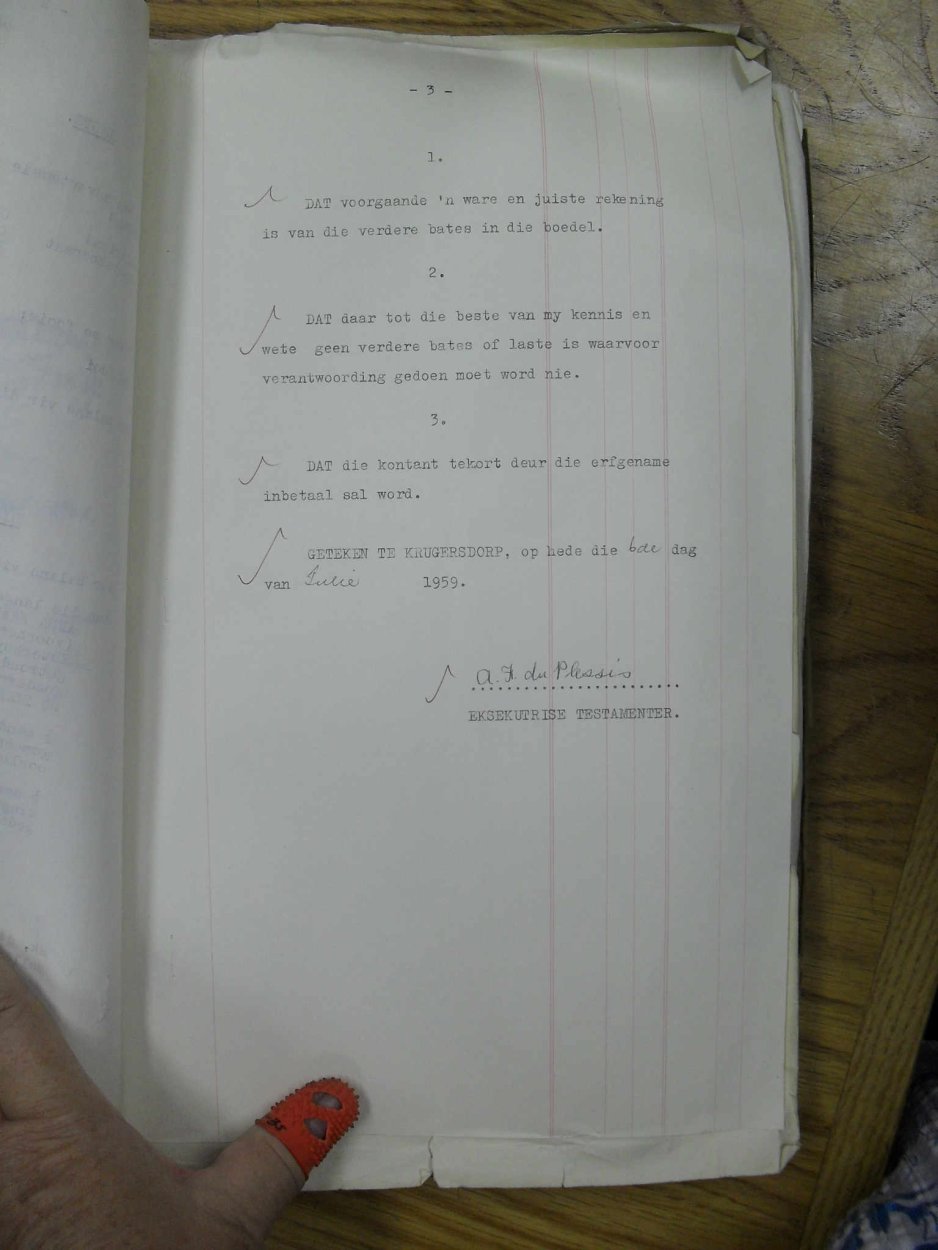 - 3 -
1.
DAT voorgaande 'n ware en juiste rekening
is van die verdere bates in die boedel.
2.
DAT daar tot die beste van my kennis en
wete geen verdere bates of laste is waarvoor
verantwoording gedoen moet word nie.
3.
DAT die kontant tekort deur die erfgename
inbetaal sal word.
GETEKEN TE KRUGERSDORP, op hede die 6de dag
van Julie 1959.
A. F. du Plessis
EKSEKUTRISE TESTAMENTER.